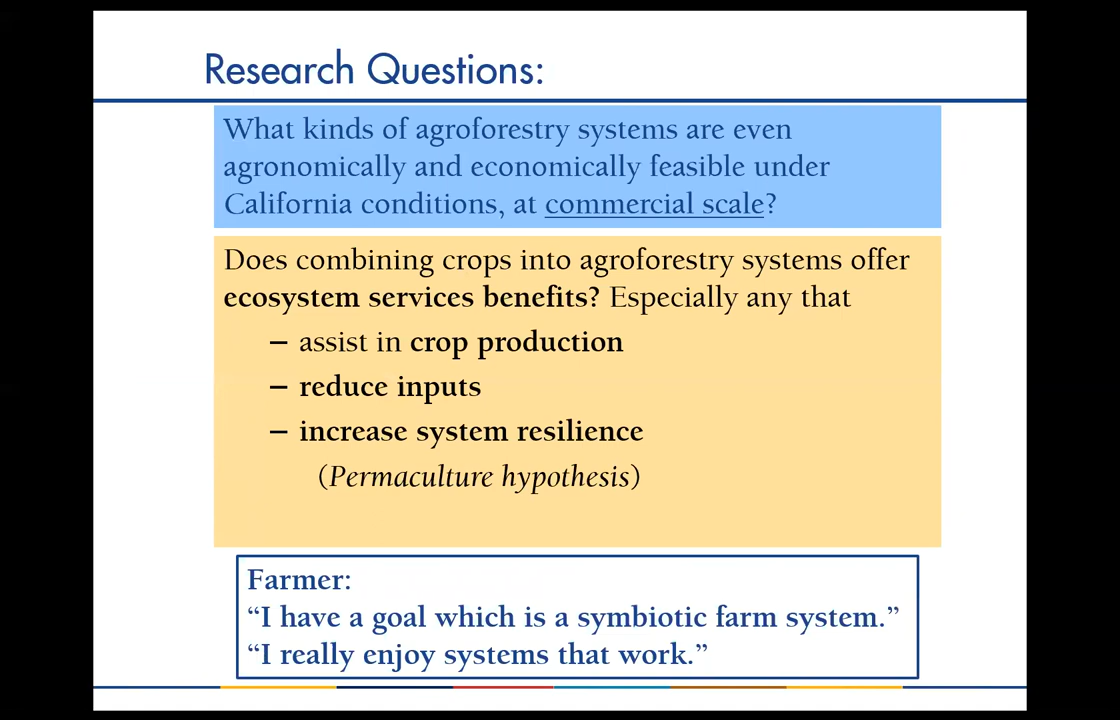 Research Questions:
What kinds of agroforestry systems are even
agronomically and economically feasible under
California conditions, at commercial scale?
Does combining crops into agroforestry systems offer
ecosystem services benefits? Especially any that
– assist in crop production
– reduce inputs
– increase system resilience
(Permaculture hypothesis)
Farmer:
“I have a goal which is a symbiotic farm system.”
“I really enjoy systems that work.”